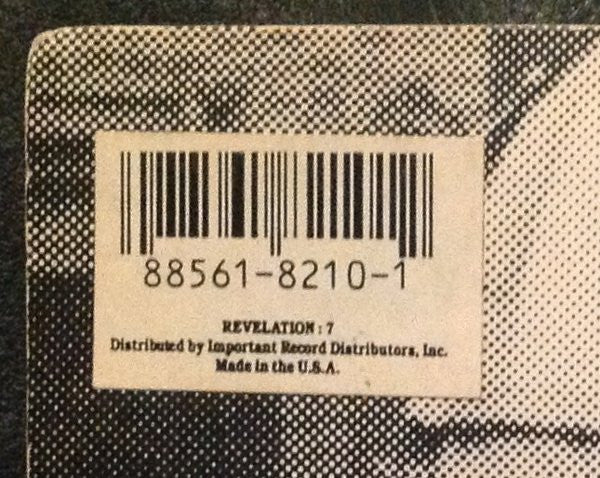 88561-8210-1
REVELATION : 7
Distributed by Important Record Distributors, Inc.
Made in the U.S.A.